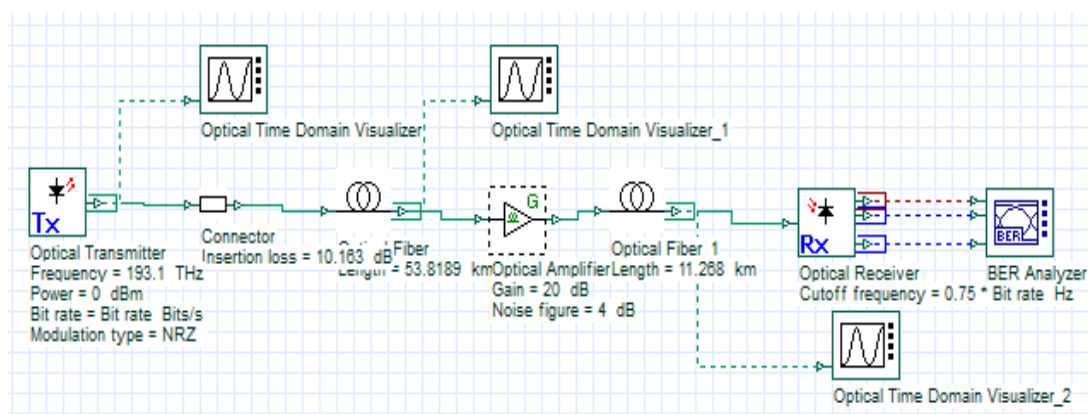 Optical Time Domain Visualizer
Optical Time Domain Visualizer_1
Tx
Optical Transmitter
Frequency = 193.1 THz
Power = 0 dBm
Bit rate = Bit rate Bits/s
Modulation type = NRZ
Connector
Insertion loss = 10.163 dB
Fiber
Length = 53.8189 km
G
Optical Amplifier
Gain = 20 dB
Noise figure = 4 dB
Optical Fiber_1
Length = 11.268 km
Rx
Optical Receiver
Cutoff frequency = 0.75 * Bit rate Hz
BER
BER Analyzer
Optical Time Domain Visualizer_2